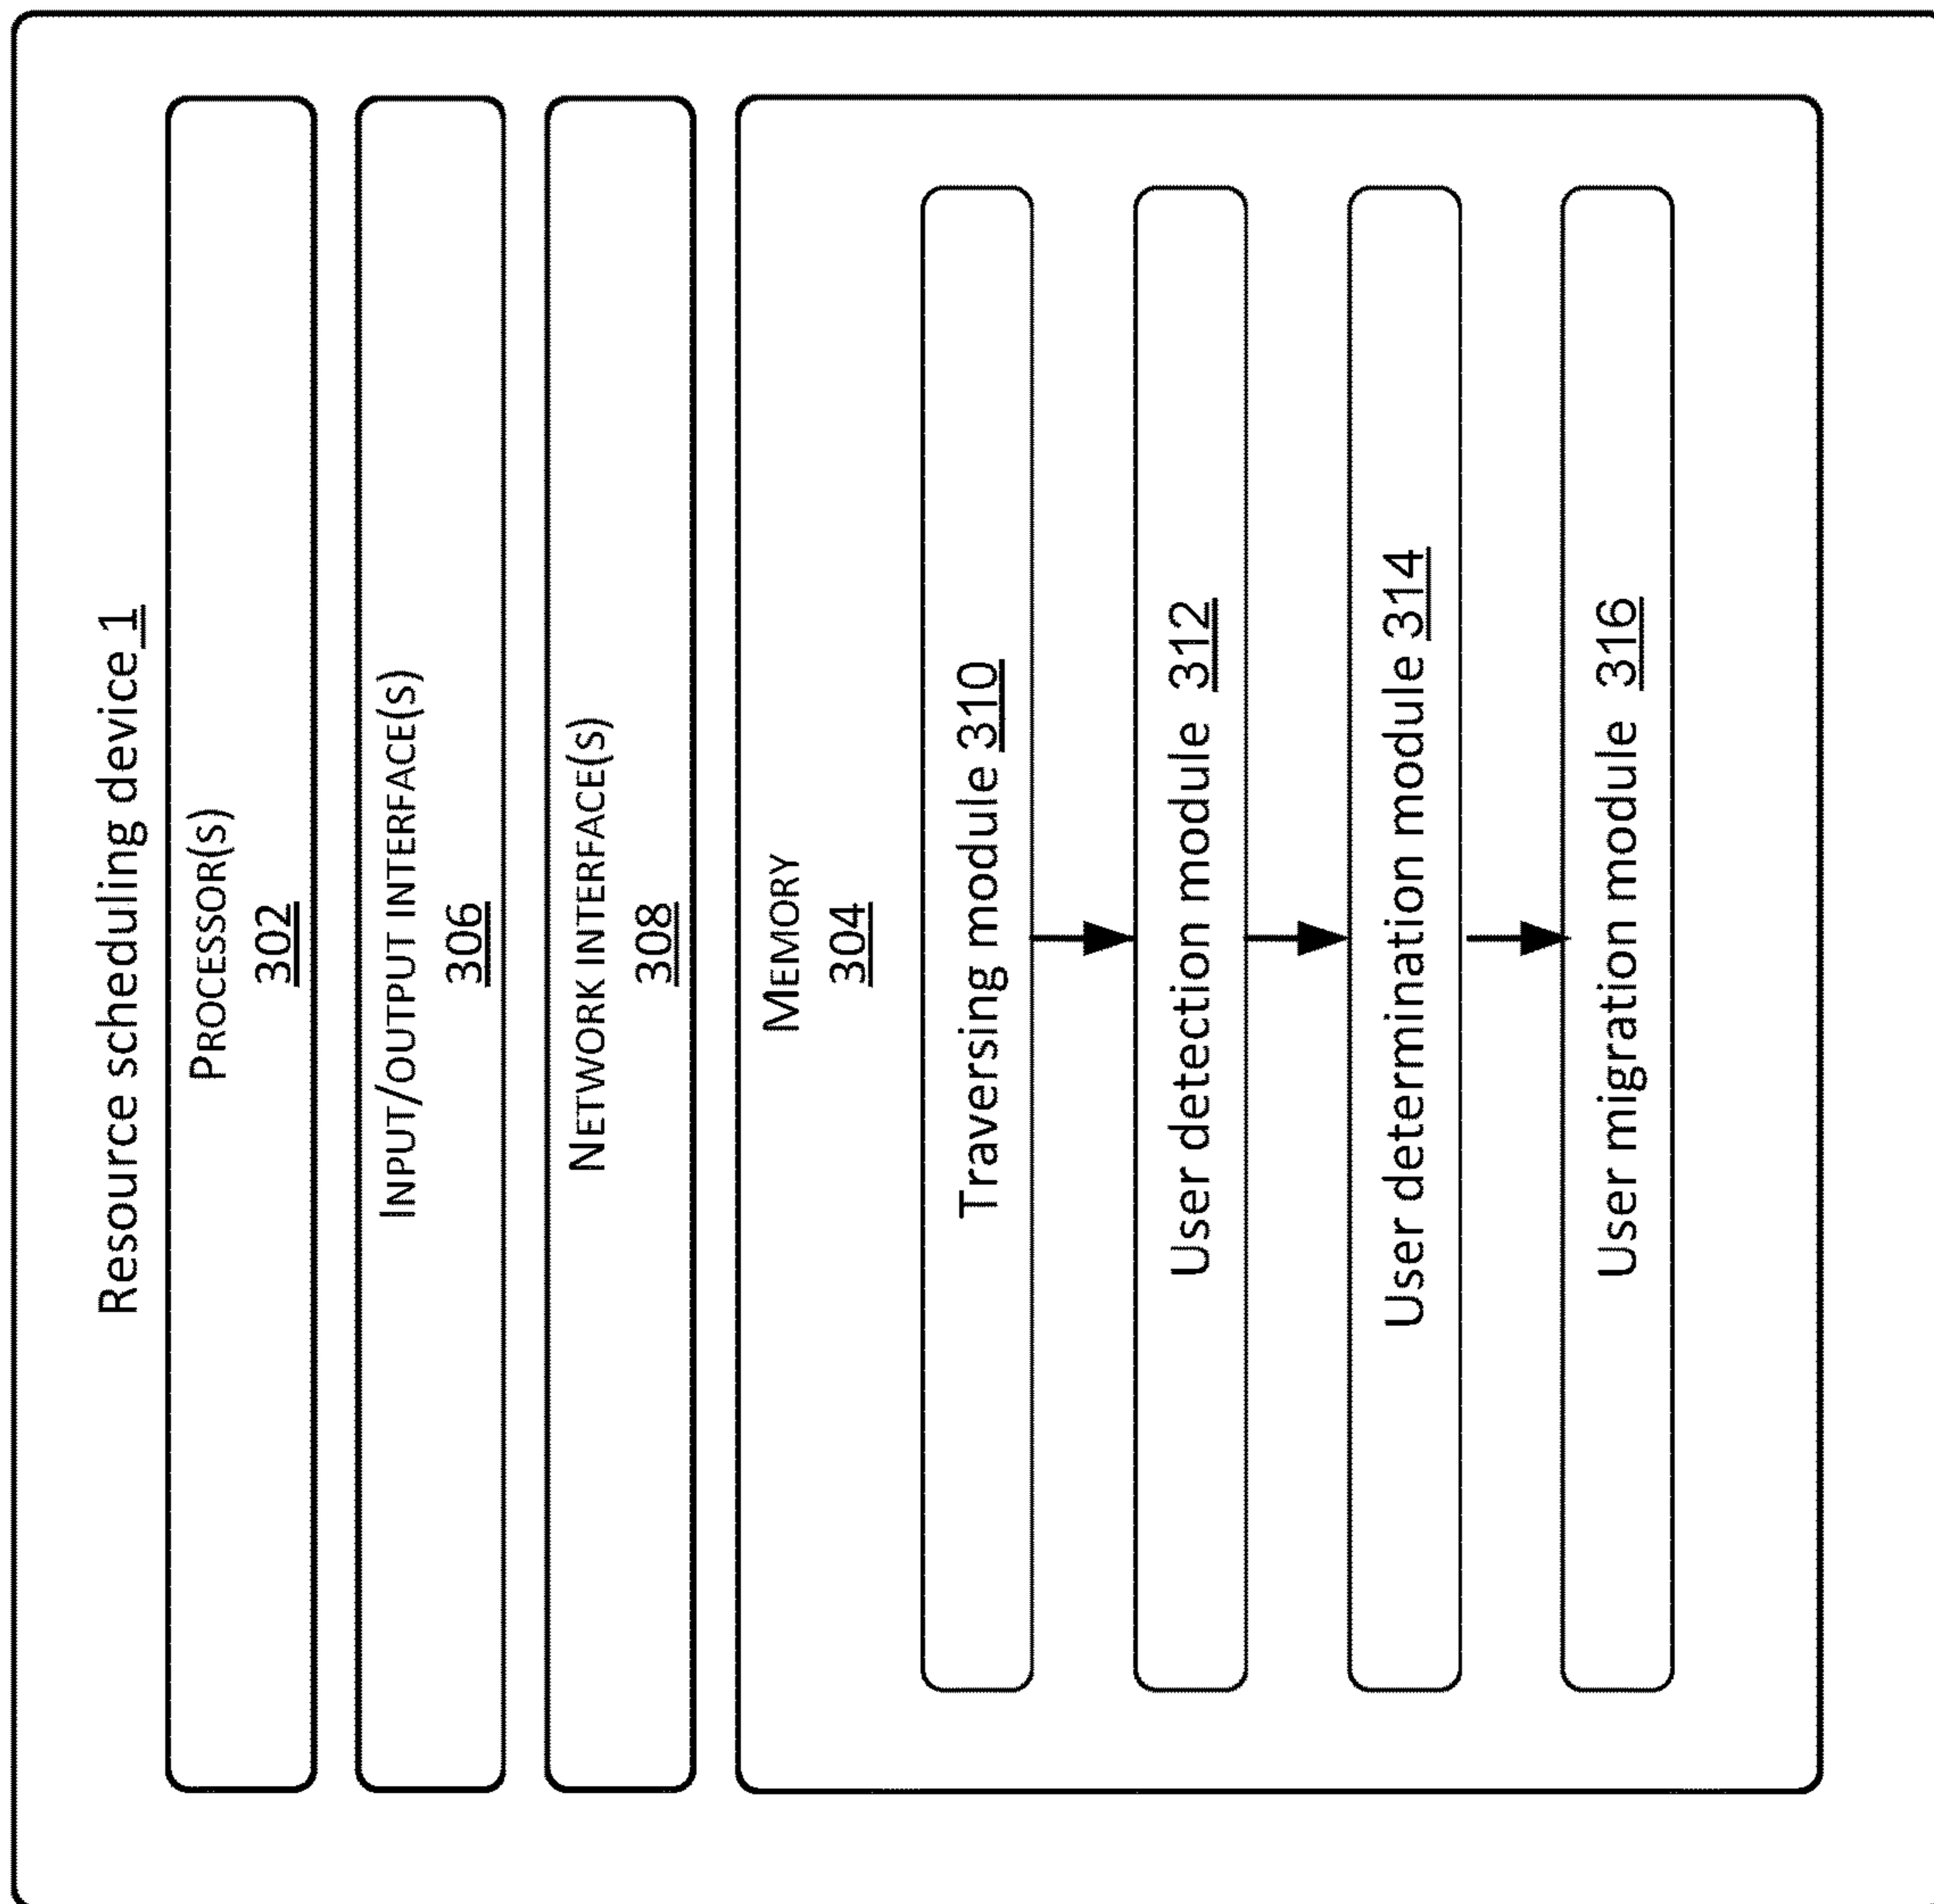 Resource scheduling device 1
PROCESSOR(S)
302
INPUT/OUTPUT INTERFACE(S)
306
NETWORK INTERFACE(S)
308
MEMORY
304
Traversing module 310
User detection module 312
User determination module 314
User migration module 316